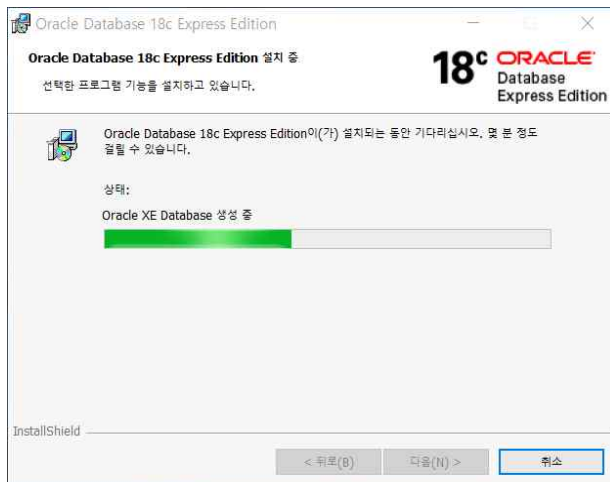 Oracle Database 18c Express Edition
Oracle Database 18c Express Edition 설치 중
선택한 프로그램 기능을 설치하고 있습니다.
18c ORACLE
Database
Express Edition
Oracle Database 18c Express Edition이(가) 설치되는 동안 기다리십시오. 몇 분 정도
걸릴 수 있습니다.
상태:
Oracle XE Database 생성 중
InstallShield
< 뒤로(B) 다음(N) > 취소